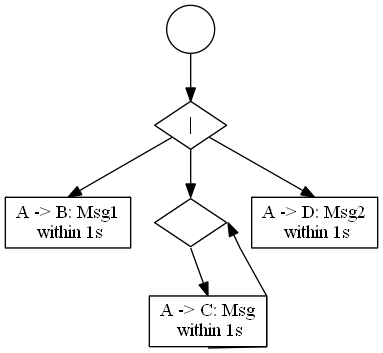 |
A -> B: Msg1
within 1s
A -> D: Msg2
within 1s
A -> C: Msg
within 1s